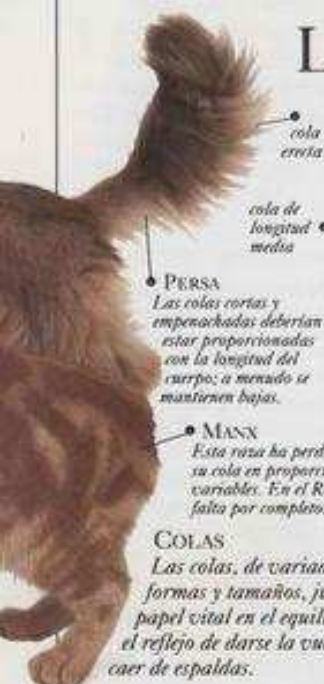 L
cola
erecta
cola de
longitud
media
PERSA
Las colas cortas y
empenachadas deberían
estar proporcionadas
con la longitud del
cuerpo; a menudo se
mantienen bajas.
MANX
Esta raza ha perd
su cola en proporci
variables. En el R
falta por completo
COLAS
Las colas, de variad
formas y tamaños, ju
papel vital en el equili
el reflejo de darse la vue
caer de espaldas.